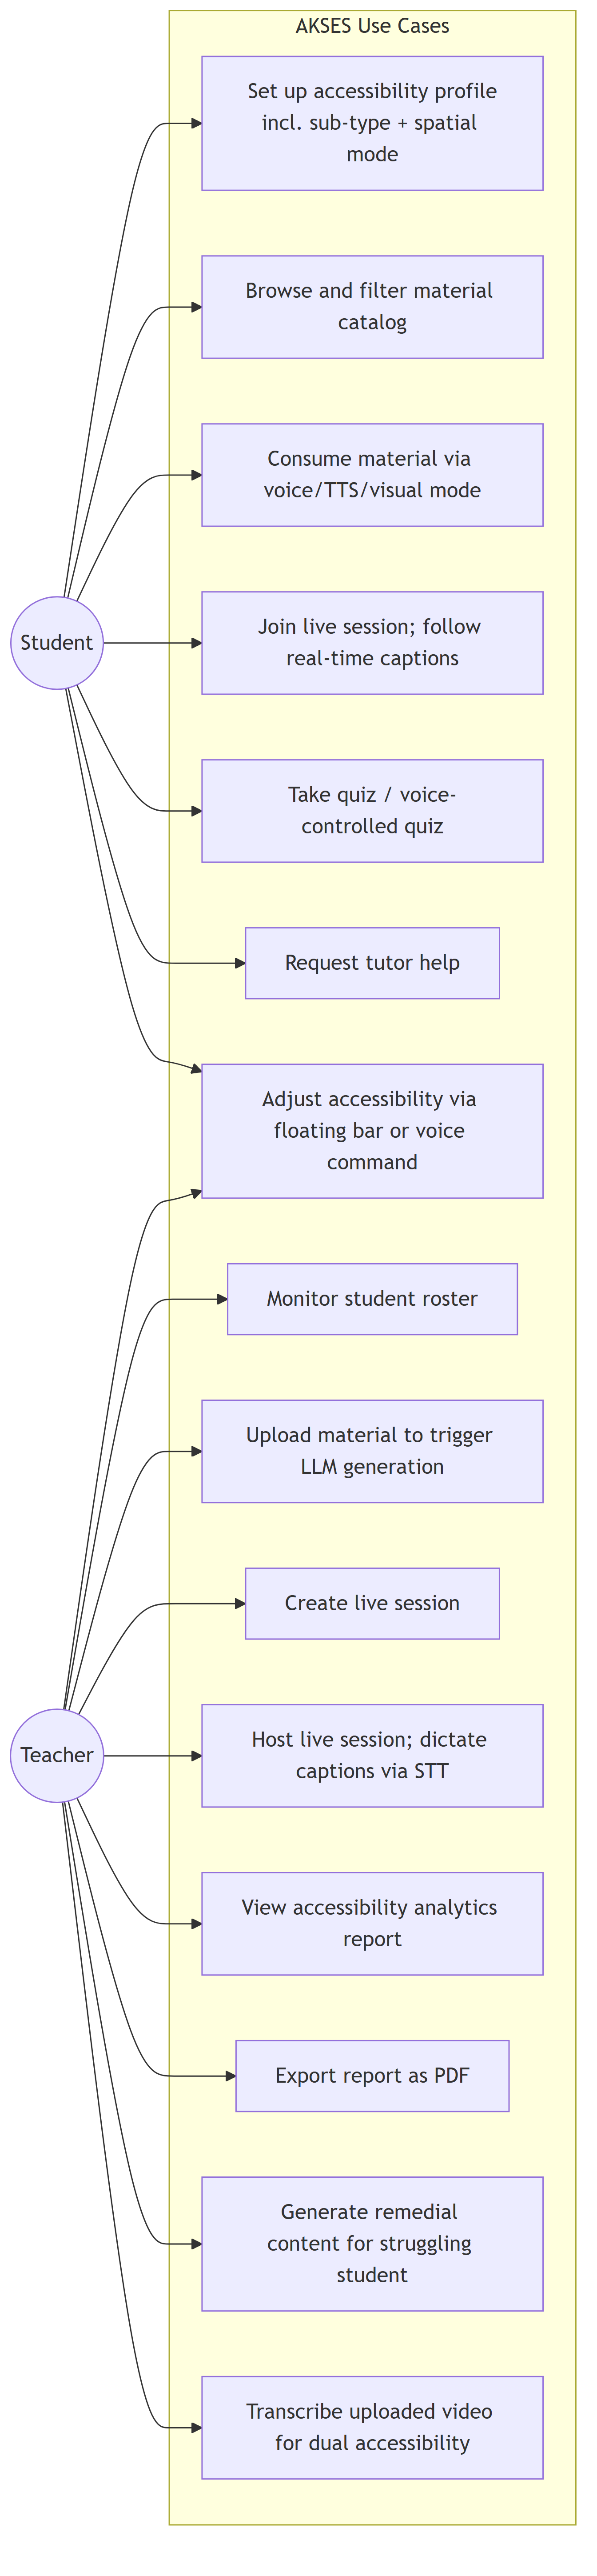 AKSES Use Cases
Set up accessibility profile
incl. sub-type + spatial
mode
Browse and filter material
catalog
Consume material via
voice/TTS/visual mode
Student
Join live session; follow
real-time captions
Take quiz / voice-
controlled quiz
Request tutor help
Adjust accessibility via
floating bar or voice
command
Monitor student roster
Upload material to trigger
LLM generation
Create live session
Teacher
Host live session; dictate
captions via STT
View accessibility analytics
report
Export report as PDF
Generate remedial
content for struggling
student
Transcribe uploaded video
for dual accessibility